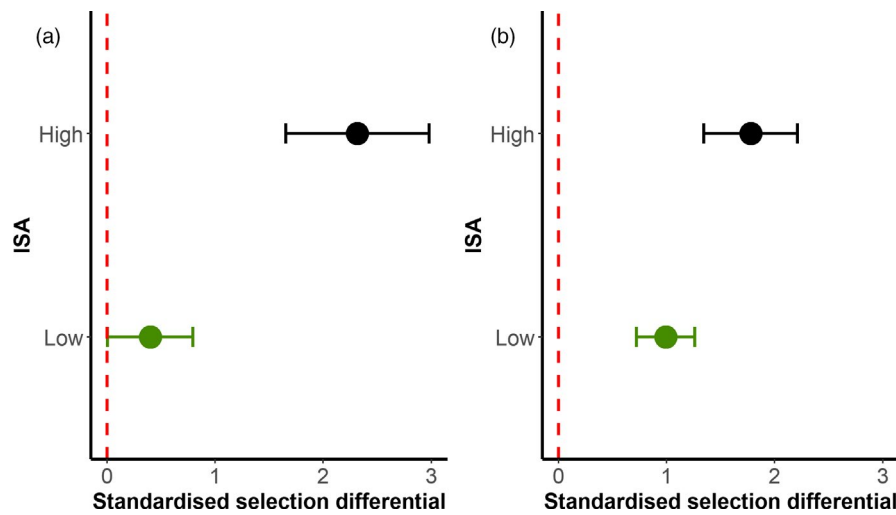 (a)
High
ISA
Low
0 1 2 3
Standardised selection differential
(b)
High
ISA
Low
0 1 2 3
Standardised selection differential